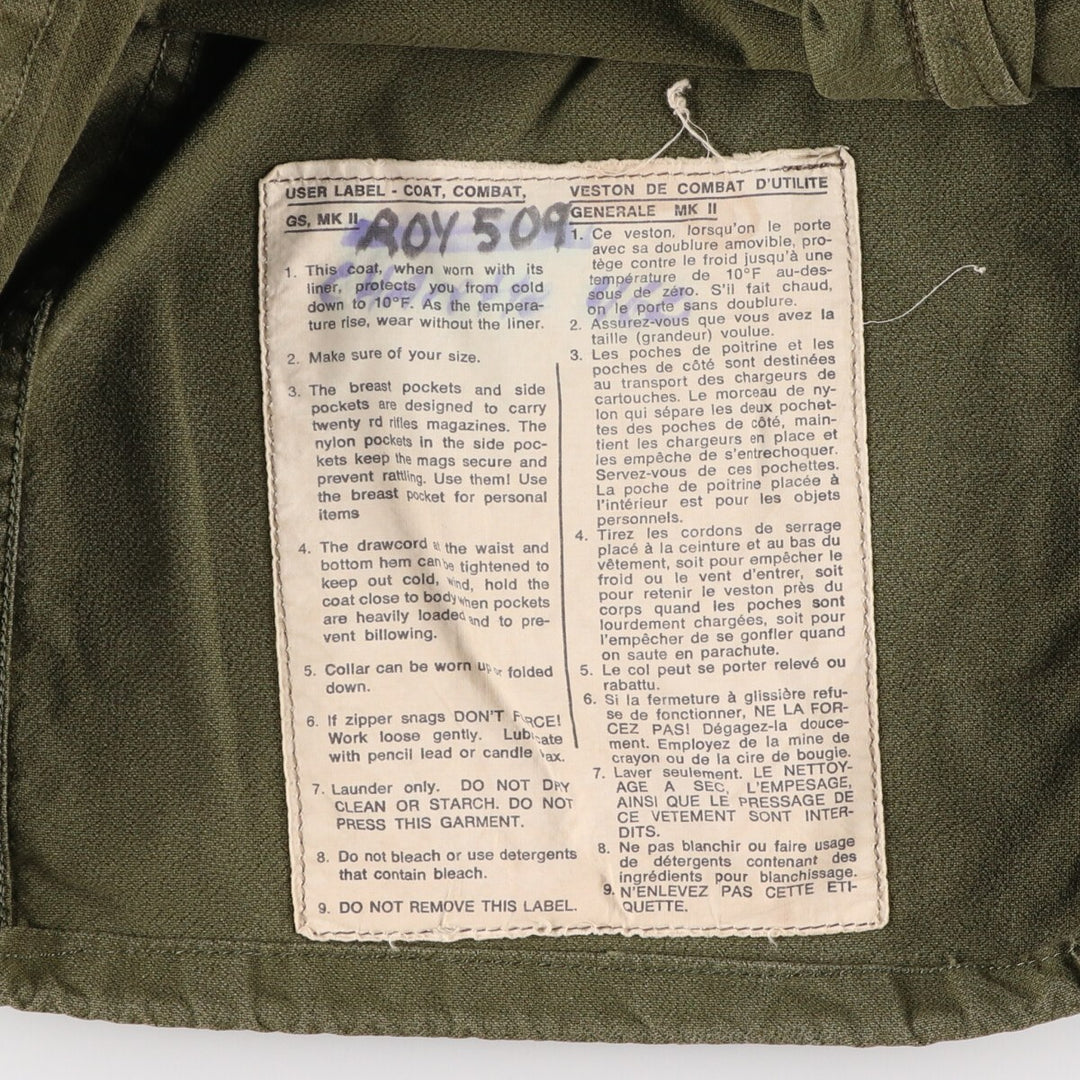 USER LABEL - COAT, COMBAT,
GS, MK II
ROY 509
1. This coat, when worn with its
liner, protects you from cold
down to 10°F. As the tempera-
ture rise, wear without the liner.
2. Make sure of your size.
3. The breast pockets and side
pockets are designed to carry
twenty rd rifles magazines. The
nylon pockets in the side poc-
kets keep the mags secure and
prevent rattling. Use them! Use
the breast pocket for personal
items
4. The drawcord at the waist and
bottom hem can be tightened to
keep out cold, wind, hold the
coat close to body when pockets
are heavily loaded and to pre-
vent billowing.
5. Collar can be worn up or folded
down.
6. If zipper snags DON'T FORCE!
Work loose gently. Lubricate
with pencil lead or candle wax.
7. Launder only. DO NOT DRY
CLEAN OR STARCH. DO NOT
PRESS THIS GARMENT.
8. Do not bleach or use detergents
that contain bleach.
9. DO NOT REMOVE THIS LABEL.
VESTON DE COMBAT D'UTILITE
GENERALE MK II
1. Ce veston, lorsqu'on le porte
avec sa doublure amovible, pro-
tège contre le froid jusqu'à une
température de 10°F au-des-
sous de zéro. S'il fait chaud,
on le porte sans doublure.
2. Assurez-vous que vous avez la
taille (grandeur) voulue.
3. Les poches de poitrine et les
poches de côté sont destinées
au transport des chargeurs de
cartouches. Le morceau de ny-
lon qui sépare les deux pochet-
tes des poches de côté, main-
tient les chargeurs en place et
les empêche de s'entrechoquer.
Servez-vous de ces pochettes.
La poche de poitrine placée à
l'intérieur est pour les objets
personnels.
4. Tirez les cordons de serrage
placé à la ceinture et au bas du
vêtement, soit pour empêcher le
froid ou le vent d'entrer, soit
pour retenir le veston près du
corps quand les poches sont
lourdement chargées, soit pour
l'empêcher de se gonfler quand
on saute en parachute.
5. Le col peut se porter relevé ou
rabattu.
6. Si la fermeture à glissière refu-
se de fonctionner, NE LA FOR-
CEZ PAS! Dégagez-la douce-
ment. Employez de la mine de
crayon ou de la cire de bougie.
7. Laver seulement. LE NETTOY-
AGE A SEC, L'EMPESAGE,
AINSI QUE LE PRESSAGE DE
CE VETEMENT SONT INTER-
DITS.
8. Ne pas blanchir ou faire usage
de détergents contenant des
ingrédients pour blanchissage.
9. N'ENLEVEZ PAS CETTE ETI-
QUETTE.